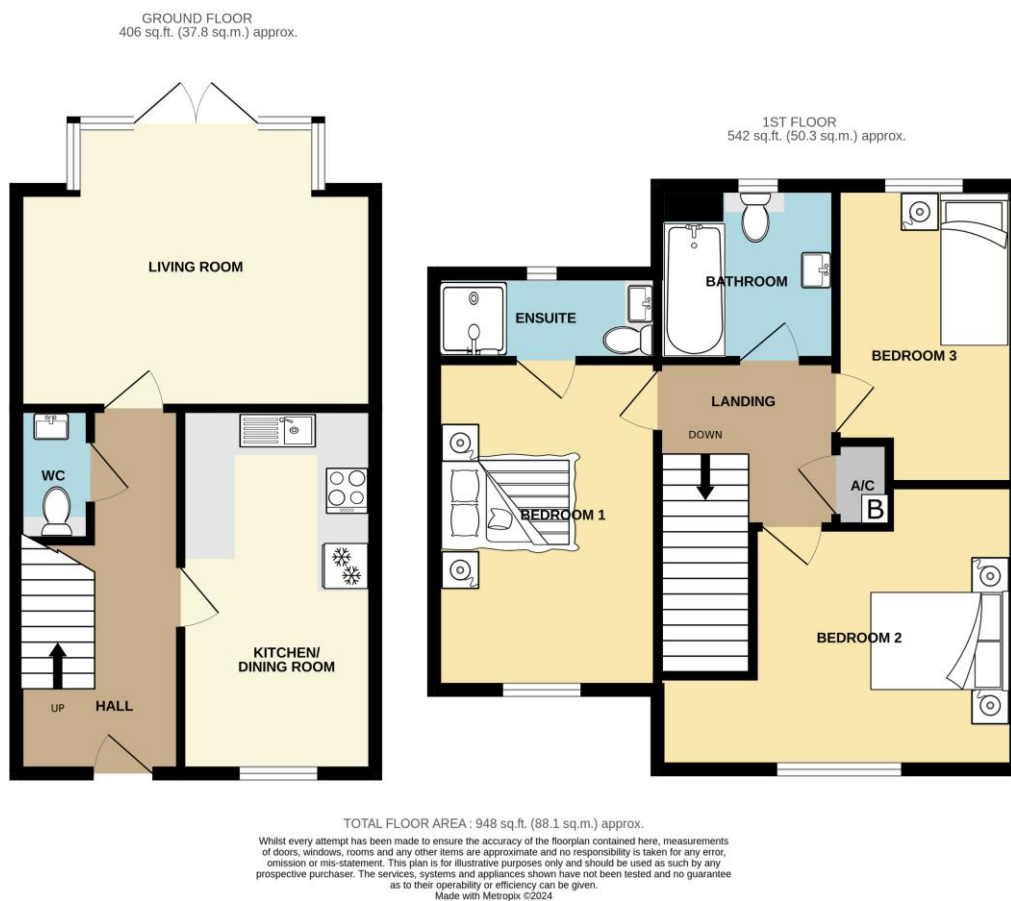 GROUND FLOOR
406 sq.ft. (37.8 sq.m.) approx.
LIVING ROOM
WC
KITCHEN/
DINING ROOM
UP
HALL
1ST FLOOR
542 sq.ft. (50.3 sq.m.) approx.
BATHROOM
ENSUITE
BEDROOM 3
LANDING
DOWN
A/C
B
BEDROOM 1
BEDROOM 2
TOTAL FLOOR AREA : 948 sq.ft. (88.1 sq.m.) approx.
Whilst every attempt has been made to ensure the accuracy of the floorplan contained here, measurements
of doors, windows, rooms and any other items are approximate and no responsibility is taken for any error,
omission or mis-statement. This plan is for illustrative purposes only and should be used as such by any
prospective purchaser. The services, systems and appliances shown have not been tested and no guarantee
as to their operability or efficiency can be given.
Made with Metropix ©2024